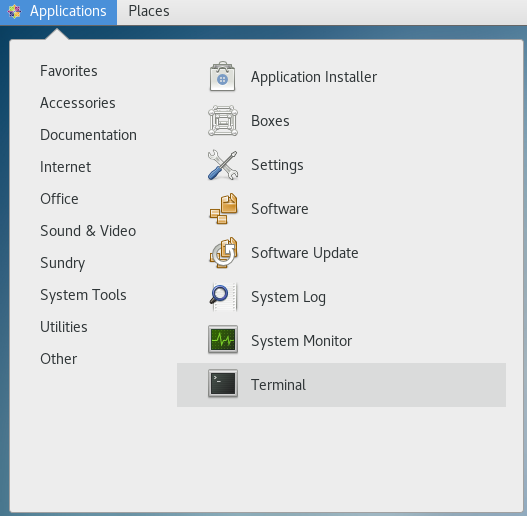 Applications Places
Favorites
Accessories
Documentation
Internet
Office
Sound & Video
Sundry
System Tools
Utilities
Other
Application Installer
Boxes
Settings
Software
Software Update
System Log
System Monitor
Terminal